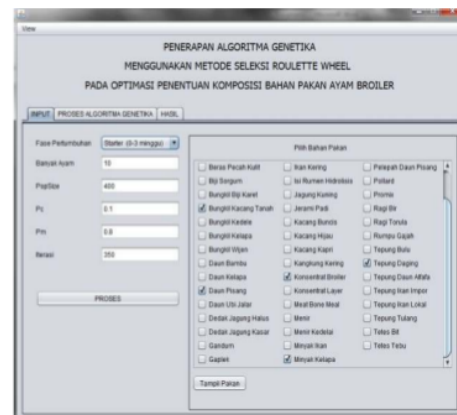 View
PENERAPAN ALGORITMA GENETIKA
MENGGUNAKAN METODE SELEKSI ROULETTE WHEEL
PADA OPTIMASI PENENTUAN KOMPOSISI BAHAN PAKAN AYAM BROILER
INPUT PROSES ALGORITMA GENETIKA HASIL
Fase Pertumbuhan Starter (0-3 minggu)
Banyak Ayam 10
PopSize 400
Pc 0.1
Pm 0.8
Iterasi 350
PROSES
Pilih Bahan Pakan
Beras Pecah Kulit Ikan Kering Pelepah Daun Pisang
Biji Sorgum Isi Rumen Hidrolisis Pollard
Bungkil Biji Karet Jagung Kuning Promix
Bungkil Kacang Tanah Jerami Padi Ragi Bir
Bungkil Kedele Kacang Buncis Ragi Torula
Bungkil Kelapa Kacang Hijau Rumpu Gajah
Bungkil Wijen Kacang Kapri Tepung Bulu
Daun Bambu Kangkung Kering Tepung Daging
Daun Kelapa Konsentrat Broiler Tepung Daun Alfafa
Daun Pisang Konsentrat Layer Tepung Ikan Impor
Daun Ubi Jalar Meat Bone Meal Tepung Ikan Lokal
Dedak Jagung Halus Menir Tepung Tulang
Dedak Jagung Kasar Menir Kedelai Tetes Bit
Gandum Minyak Ikan Tetes Tebu
Gaplek Minyak Kelapa
Tampil Pakan